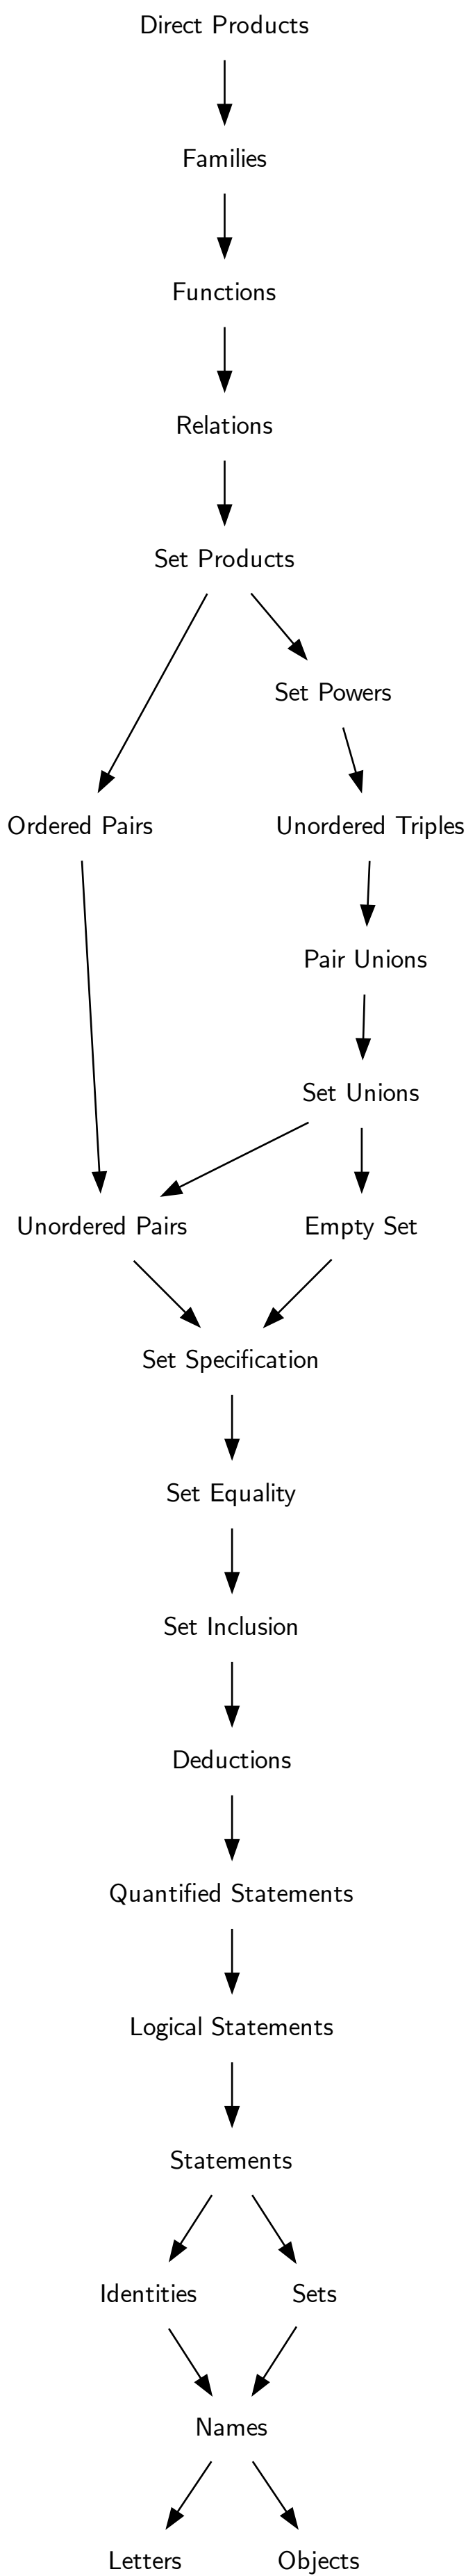 Direct Products
Families
Functions
Relations
Set Products
Set Powers
Ordered Pairs
Unordered Triples
Pair Unions
Set Unions
Unordered Pairs
Empty Set
Set Specification
Set Equality
Set Inclusion
Deductions
Quantified Statements
Logical Statements
Statements
Identities
Sets
Names
Letters
Objects